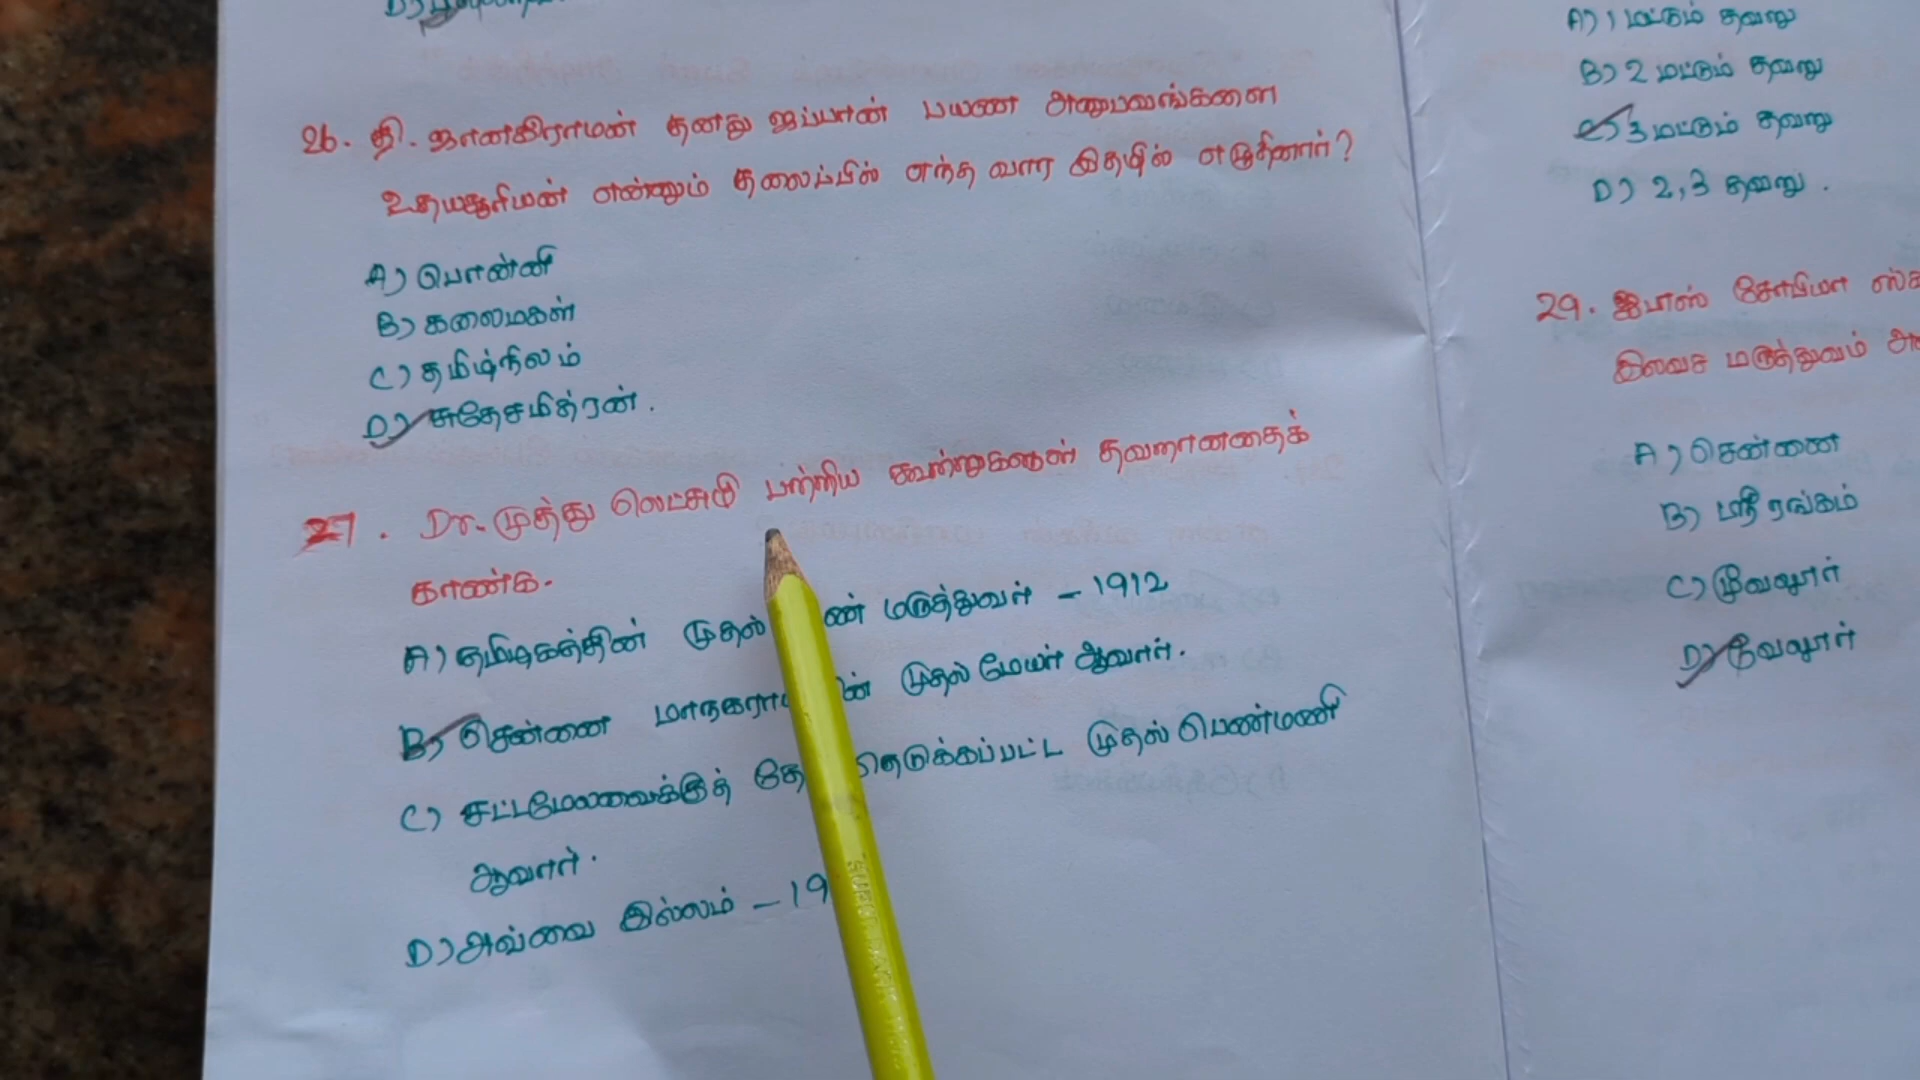 26. தி. ஜானகிராமன் தனது ஜப்பான் பயண அனுபவங்களை
உதயசூரியன் என்னும் தலைப்பில் எந்த வார இதழில் எழுதினார்?
A) பொன்னி
B) கலைமகள்
C) தமிழ்நிலம்
D) சுதேசமித்ரன்.
27. Dr. முத்து லெட்சுமி பற்றிய கூற்றுகளுள் தவறானதைக்
காண்க.
A) தமிழகத்தின் முதல் ண் மருத்துவர் - 1912
B) சென்னை மாநகரா ன் முதல் மேயர் ஆவார்.
C) சட்டமேலவைக்குத் தே ந்தெடுக்கப்பட்ட முதல் பெண்மணி
ஆவார்.
D) அவ்வை இல்லம் - 19
A) 1 மட்டும் தவறு
B) 2 மட்டும் தவறு
C) 3 மட்டும் தவறு
D) 2, 3 தவறு.
29. ஐடாஸ் சோபியா ஸ்க
இலவச மருத்துவம் அ
A) சென்னை
B) ஸ்ரீரங்கம்
C)
D) வேலூர்